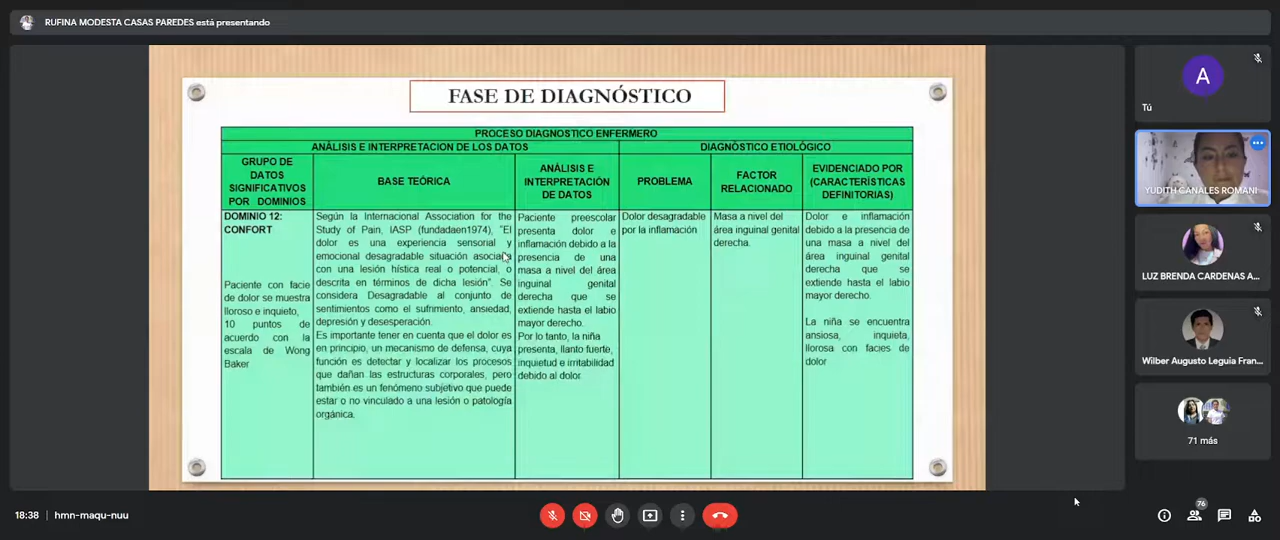 RUFINA MODESTA CASAS PAREDES está presentando
FASE DE DIAGNÓSTICO
PROCESO DIAGNOSTICO ENFERMERO
ANÁLISIS E INTERPRETACION DE LOS DATOS
DIAGNÓSTICO ETIOLÓGICO
GRUPO DE
DATOS
SIGNIFICATIVOS
POR DOMINIOS
BASE TEÓRICA
ANÁLISIS E
INTERPRETACIÓN
DE DATOS
PROBLEMA
FACTOR
RELACIONADO
EVIDENCIADO POR
(CARACTERÍSTICAS
DEFINITORIAS)
DOMINIO 12:
CONFORT
Paciente con facie
de dolor se muestra
lloroso e inquieto,
10 puntos de
acuerdo con la
escala de Wong
Baker
Según la Internacional Association for the
Study of Pain, IASP (fundadaen1974), "El
dolor es una experiencia sensorial y
emocional desagradable situación asociada
con una lesión hística real o potencial, o
descrita en términos de dicha lesión". Se
considera Desagradable al conjunto de
sentimientos como el sufrimiento, ansiedad,
depresión y desesperación.
Es importante tener en cuenta que el dolor es
en principio, un mecanismo de defensa, cuya
función es detectar y localizar los procesos
que dañan las estructuras corporales, pero
también es un fenómeno subjetivo que puede
estar o no vinculado a una lesión o patología
orgánica.
Paciente preescolar
presenta dolor e
inflamación debido a la
presencia de una
masa a nivel del área
inguinal genital
derecha que se
extiende hasta el labio
mayor derecho.
Por lo tanto, la niña
presenta, llanto fuerte,
inquietud e irritabilidad
debido al dolor
Dolor desagradable
por la inflamación
Masa a nivel del
área inguinal genital
derecha.
Dolor e inflamación
debido a la presencia de
una masa a nivel del
área inguinal genital
derecha que se
extiende hasta el labio
mayor derecho.
La niña se encuentra
ansiosa, inquieta,
llorosa con facies de
dolor
A
Tú
YUDITH CANALES ROMANI
LUZ BRENDA CARDENAS A...
Wilber Augusto Leguia Fran...
71 más
18:38 hmn-maqu-nuu
76